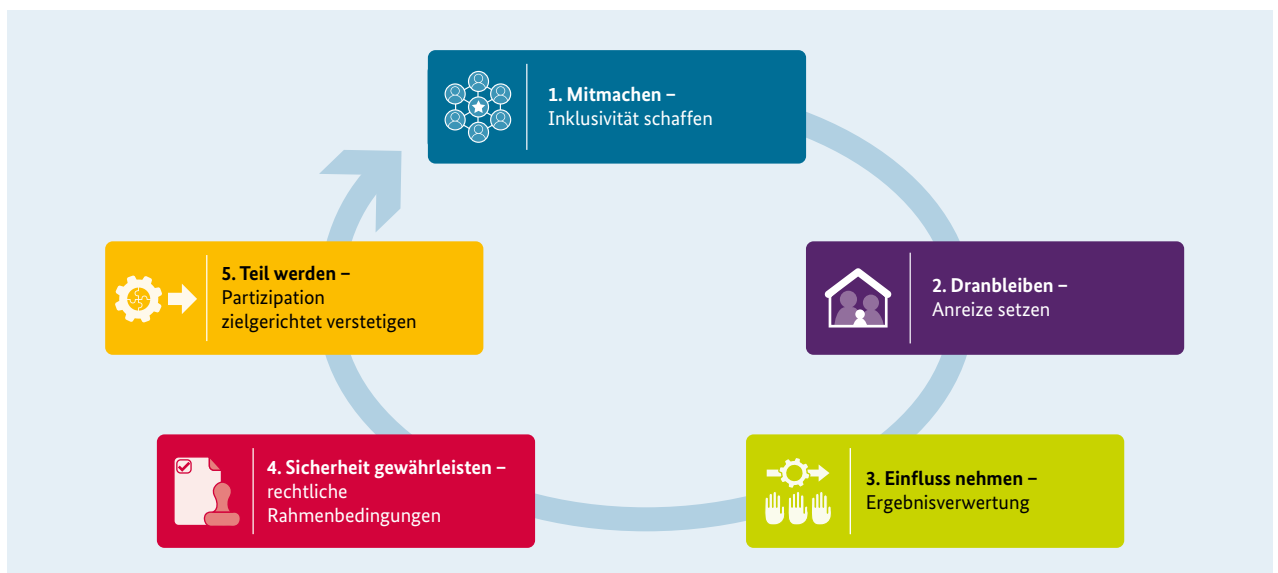 1. Mitmachen –
Inklusivität schaffen
2. Dranbleiben –
Anreize setzen
3. Einfluss nehmen –
Ergebnisverwertung
4. Sicherheit gewährleisten –
rechtliche
Rahmenbedingungen
5. Teil werden –
Partizipation
zielgerichtet verstetigen